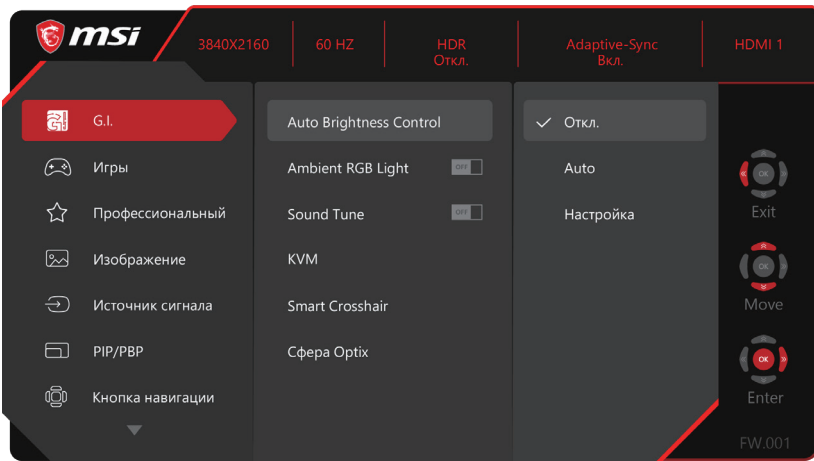 msi
3840X2160
60 HZ
HDR
Откл.
Adaptive-Sync
Вкл.
HDMI 1
G.I.
Игры
Профессиональный
Изображение
Источник сигнала
PIP/PBP
Кнопка навигации
Auto Brightness Control
Ambient RGB Light OFF
Sound Tune OFF
KVM
Smart Crosshair
Сфера Optix
Откл.
Auto
Настройка
OK
Exit
OK
Move
OK
Enter
FW.001